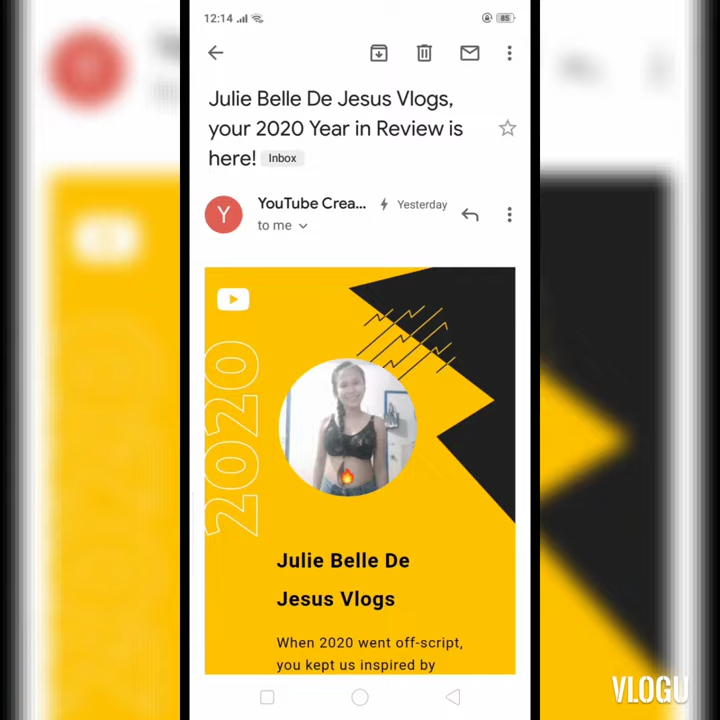 12:14
85
Julie Belle De Jesus Vlogs,
your 2020 Year in Review is
here! Inbox
Y
YouTube Crea... Yesterday
to me
2020
Julie Belle De
Jesus Vlogs
When 2020 went off-script,
you kept us inspired by
VLOGU